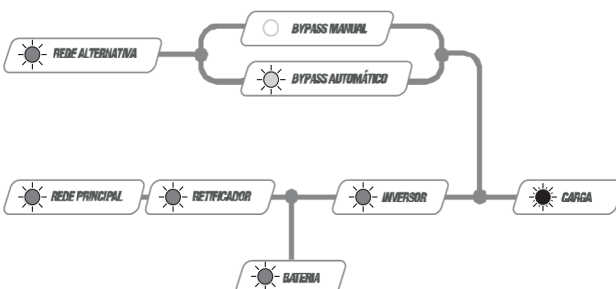 BYPASS MANUAL
REDE ALTERNATIVA
BYPASS AUTOMÁTICO
REDE PRINCIPAL
RETIFICADOR
INVERSOR
CARGA
BATERIA